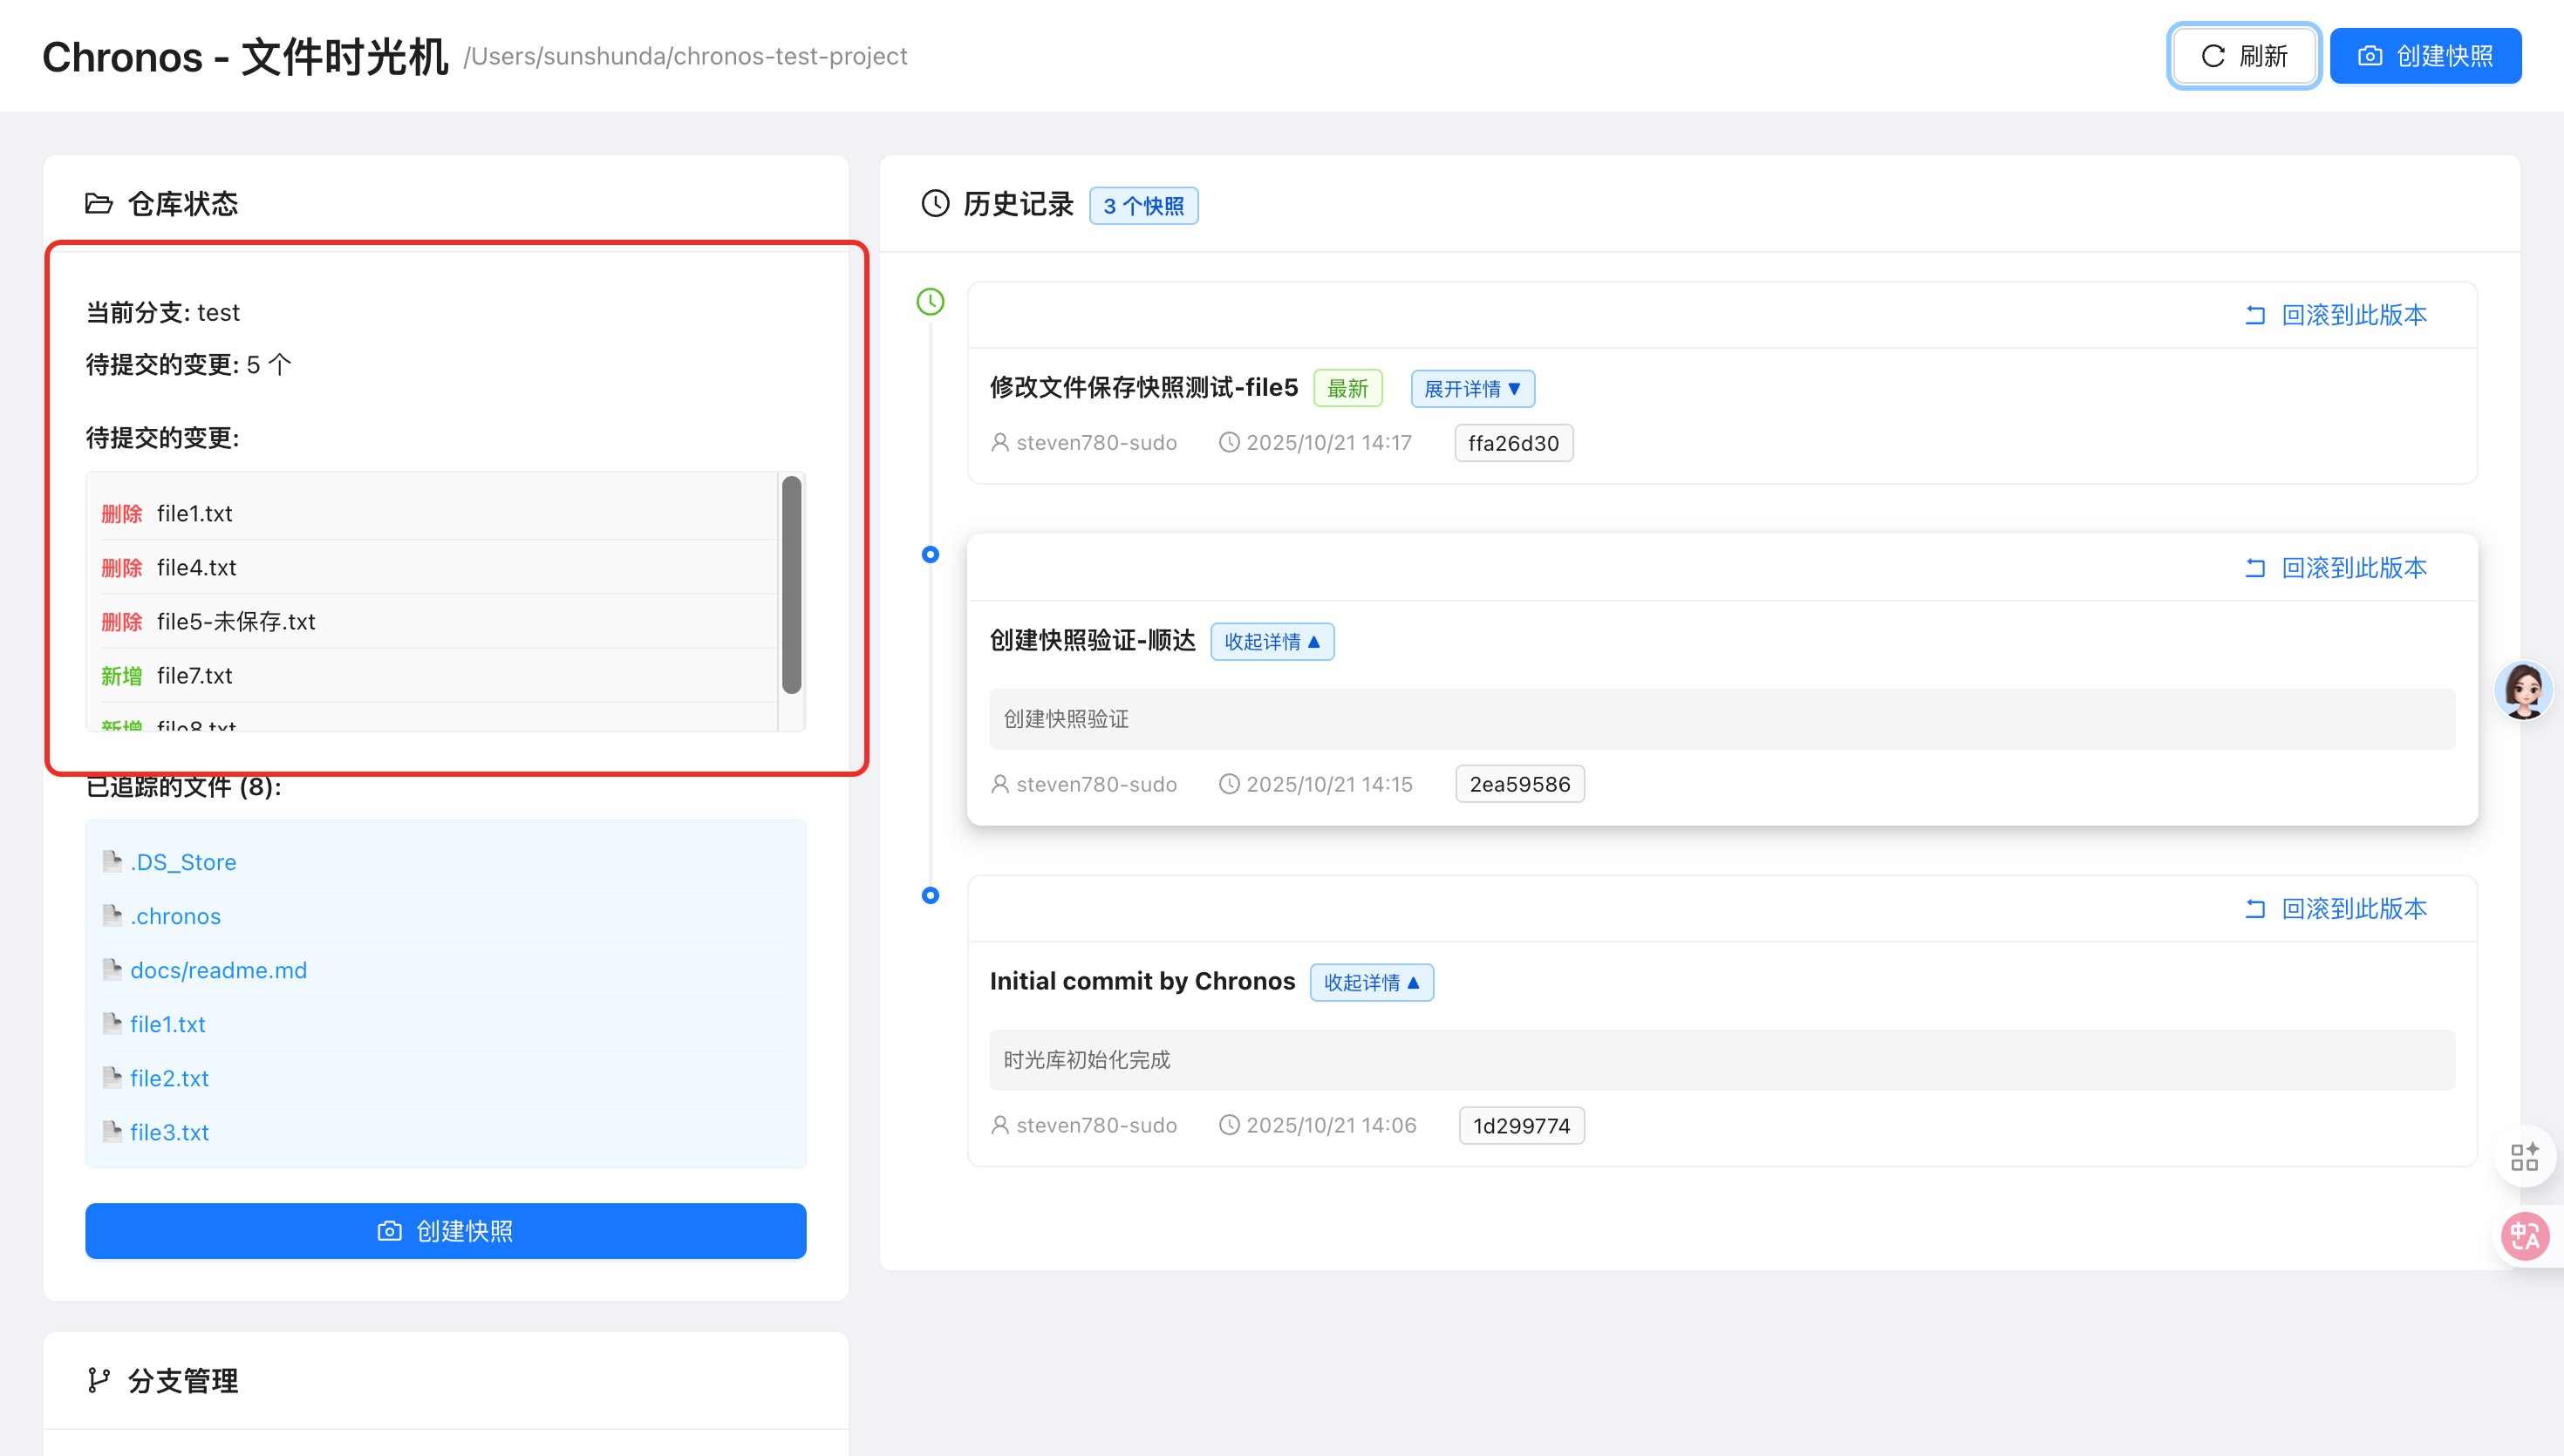 Chronos - 文件时光机 /Users/sunshunda/chronos-test-project
刷新
创建快照
仓库状态
当前分支: test
待提交的变更: 5 个
待提交的变更:
删除 file1.txt
删除 file4.txt
删除 file5-未保存.txt
新增 file7.txt
新增 file8.txt
已追踪的文件 (8):
.DS_Store
.chronos
docs/readme.md
file1.txt
file2.txt
file3.txt
创建快照
分支管理
历史记录 3 个快照
回滚到此版本
修改文件保存快照测试-file5 最新 展开详情 ▼
steven780-sudo 2025/10/21 14:17 ffa26d30
回滚到此版本
创建快照验证-顺达 收起详情 ▲
创建快照验证
steven780-sudo 2025/10/21 14:15 2ea59586
回滚到此版本
Initial commit by Chronos 收起详情 ▲
时光库初始化完成
steven780-sudo 2025/10/21 14:06 1d299774
中A